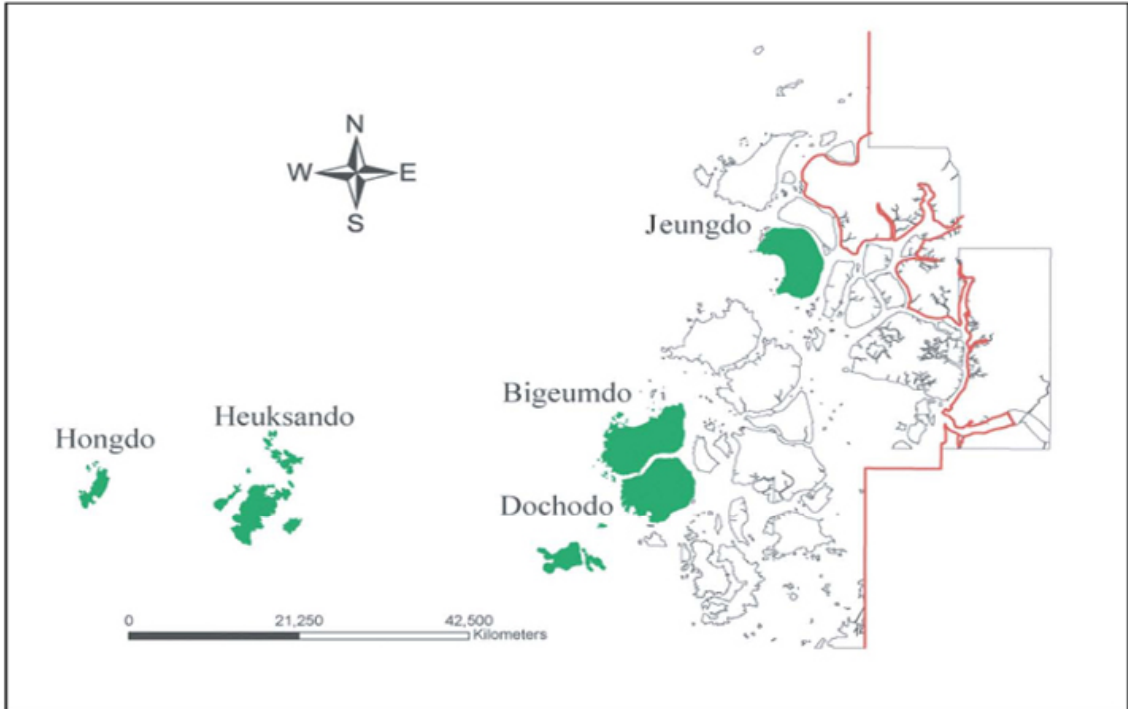 N
W E
S
Jeungdo
Bigeumdo
Heuksando
Hongdo
Dochodo
0 21,250 42,500
Kilometers